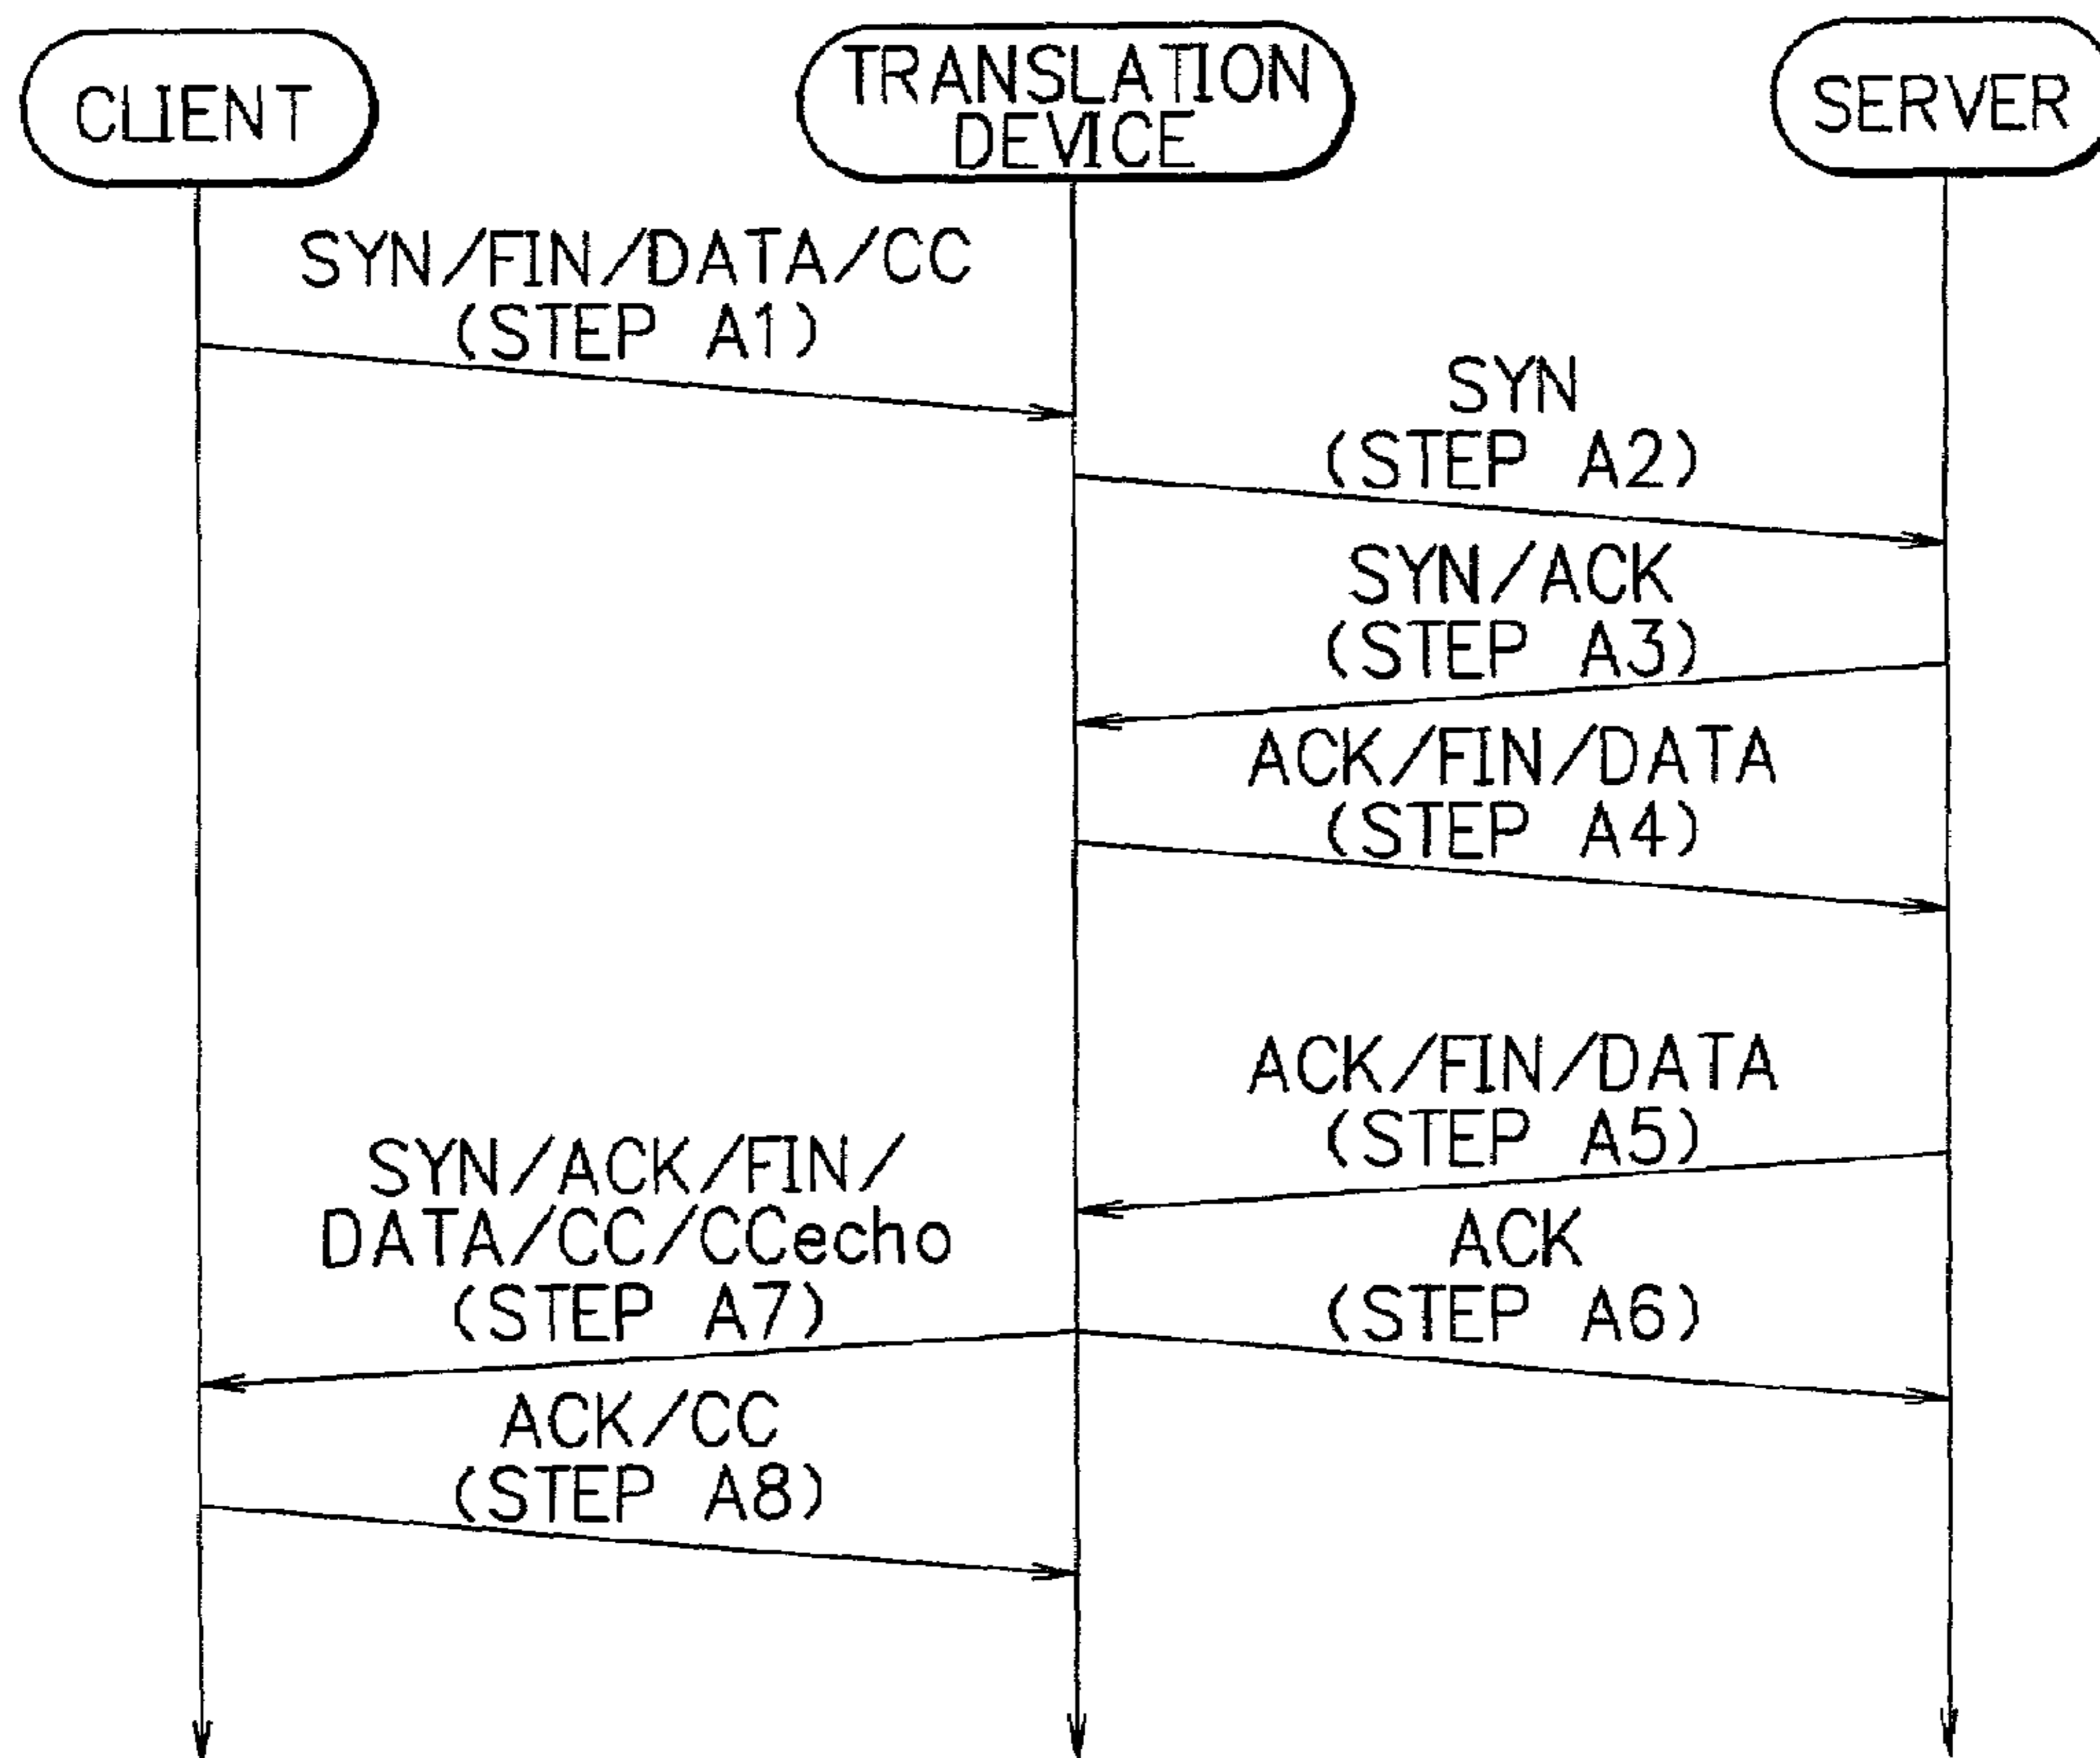 CLIENT
TRANSLATION
DEVICE
SERVER
SYN/FIN/DATA/CC
(STEP A1)
SYN
(STEP A2)
SYN/ACK
(STEP A3)
ACK/FIN/DATA
(STEP A4)
ACK/FIN/DATA
(STEP A5)
SYN/ACK/FIN/
DATA/CC/CCecho
(STEP A7)
ACK
(STEP A6)
ACK/CC
(STEP A8)